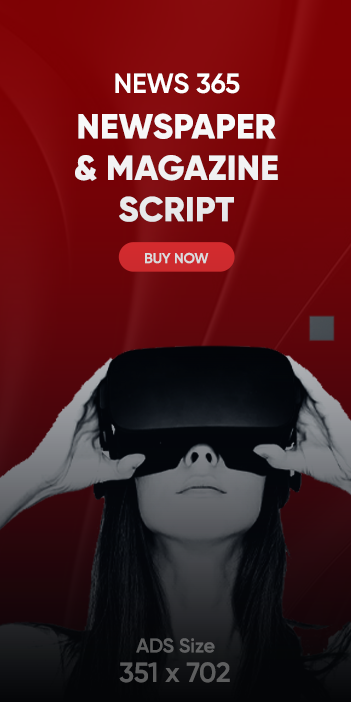 NEWS 365
NEWSPAPER
& MAGAZINE
SCRIPT
BUY NOW
ADS Size
351 x 702